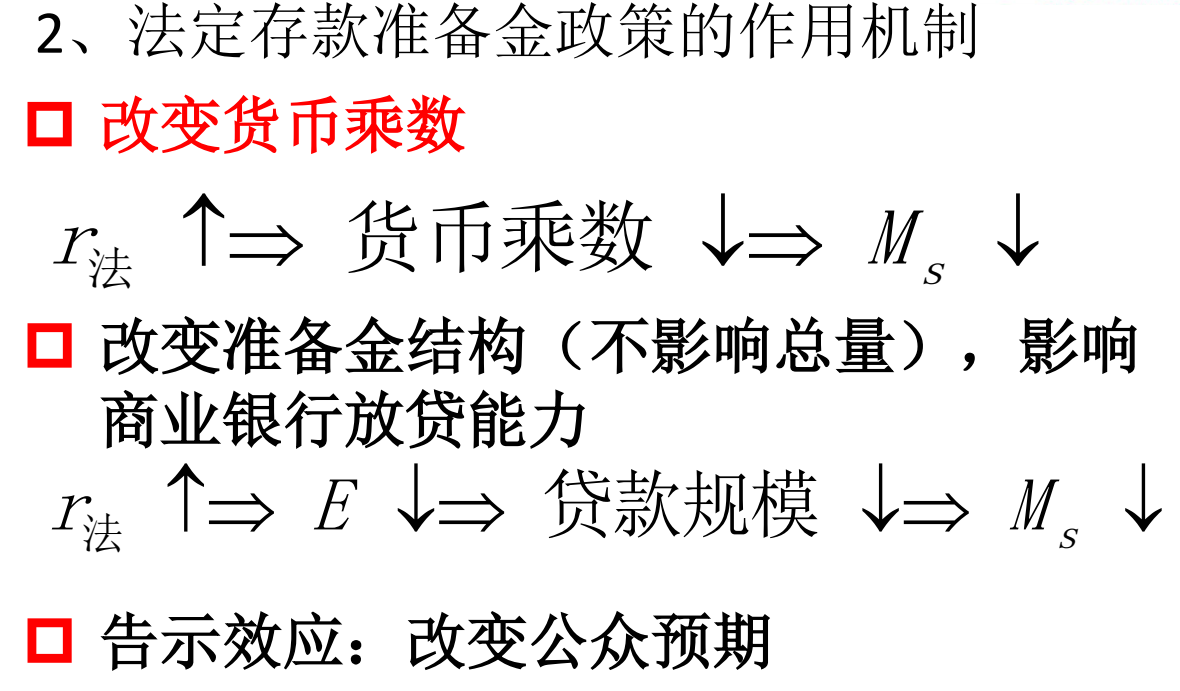 2、法定存款准备金政策的作用机制
改变货币乘数
r法 ↑⇒ 货币乘数 ↓⇒ Ms ↓
改变准备金结构（不影响总量），影响
商业银行放贷能力
r法 ↑⇒ E ↓⇒ 贷款规模 ↓⇒ Ms ↓
告示效应：改变公众预期